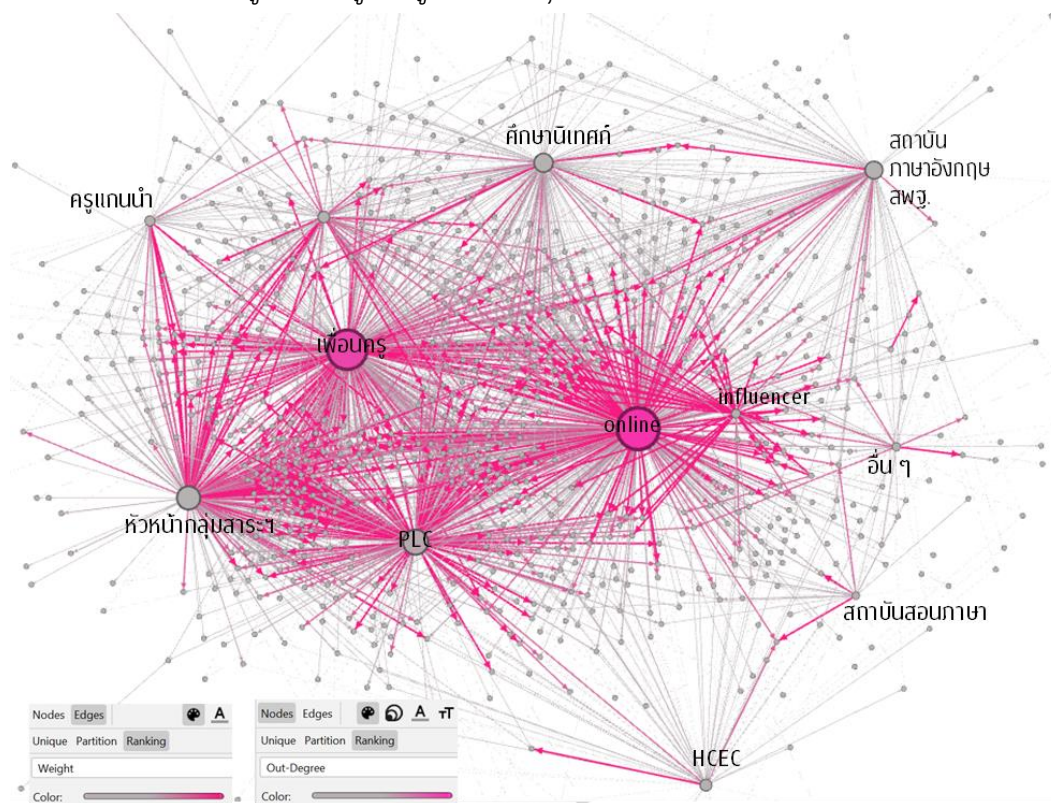 ศึกษานิเทศก์
สถาบัน
ภาษาอังกฤษ
สพฐ.
ครูแกนนำ
เพื่อนครู
influencer
online
อื่น ๆ
หัวหน้ากลุ่มสาระฯ
PLC
สถาบันสอนภาษา
HCEC
Nodes Edges A
Unique Partition Ranking
Weight
Color:
Nodes Edges A TT
Unique Partition Ranking
Out-Degree
Color: